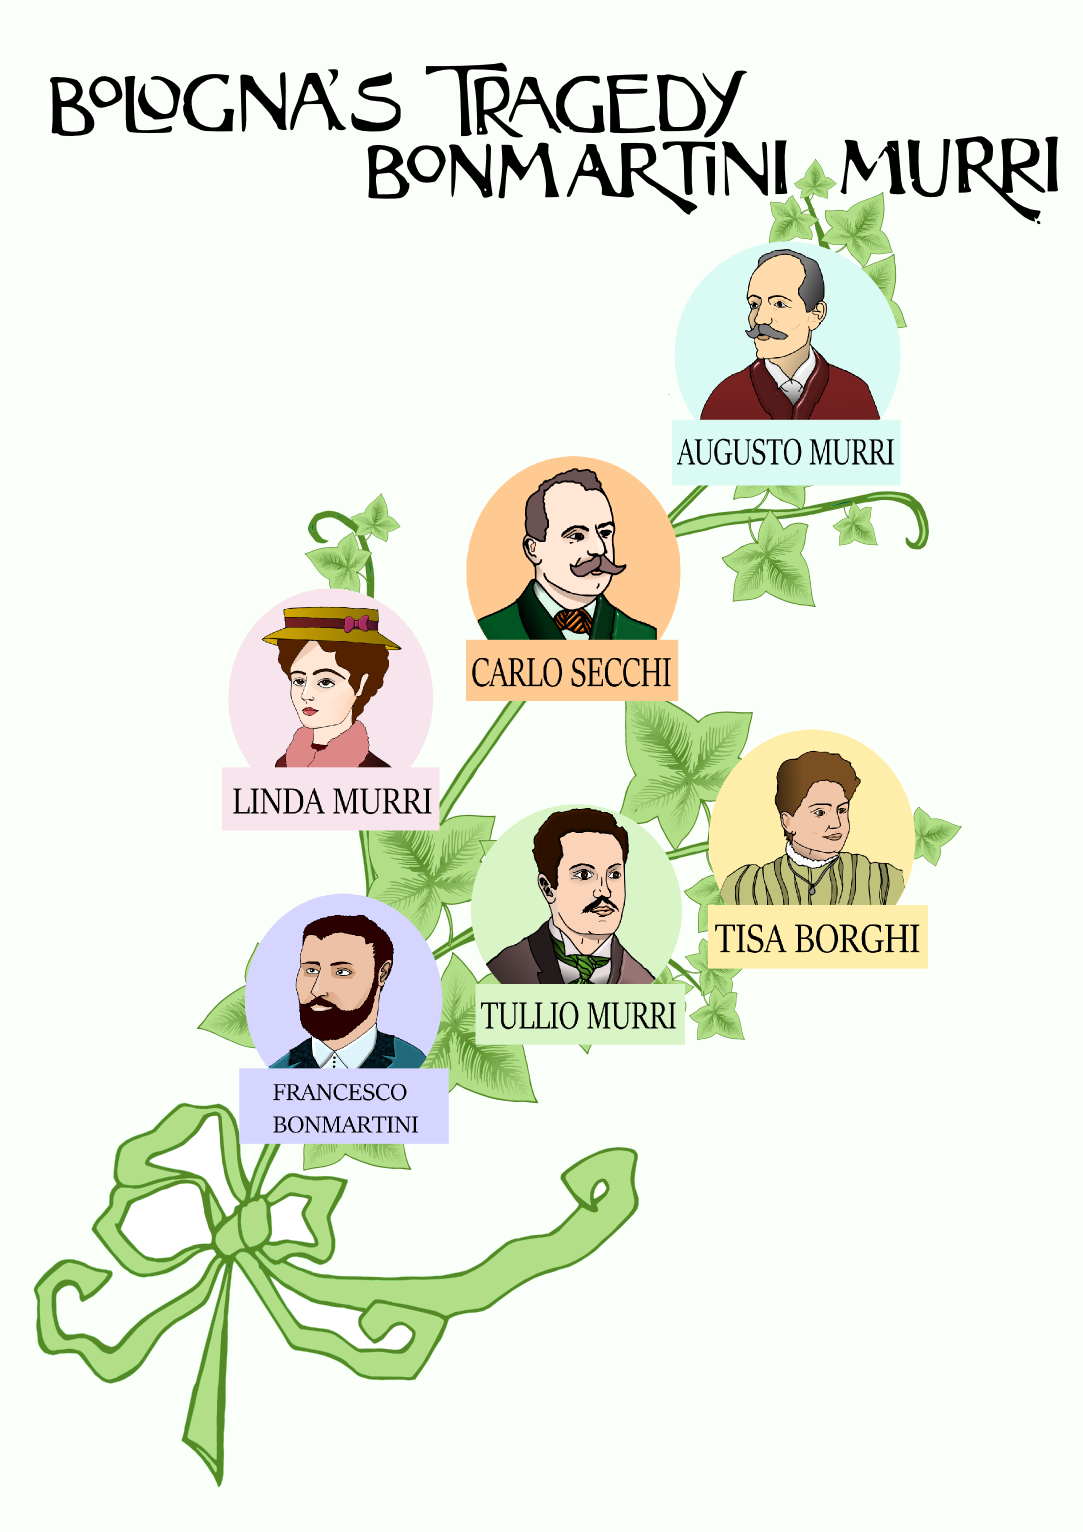 BOLOGNA'S TRAGEDY
BONMARTINI MURRI
AUGUSTO MURRI
CARLO SECCHI
LINDA MURRI
TISA BORGHI
TULLIO MURRI
FRANCESCO
BONMARTINI